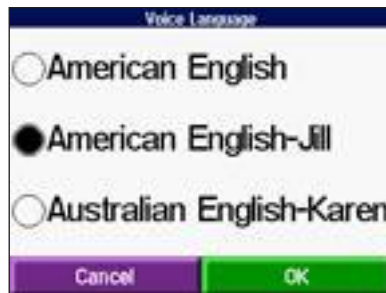 Voice Language
American English
American English-Jill
Australian English-Karen
Cancel OK